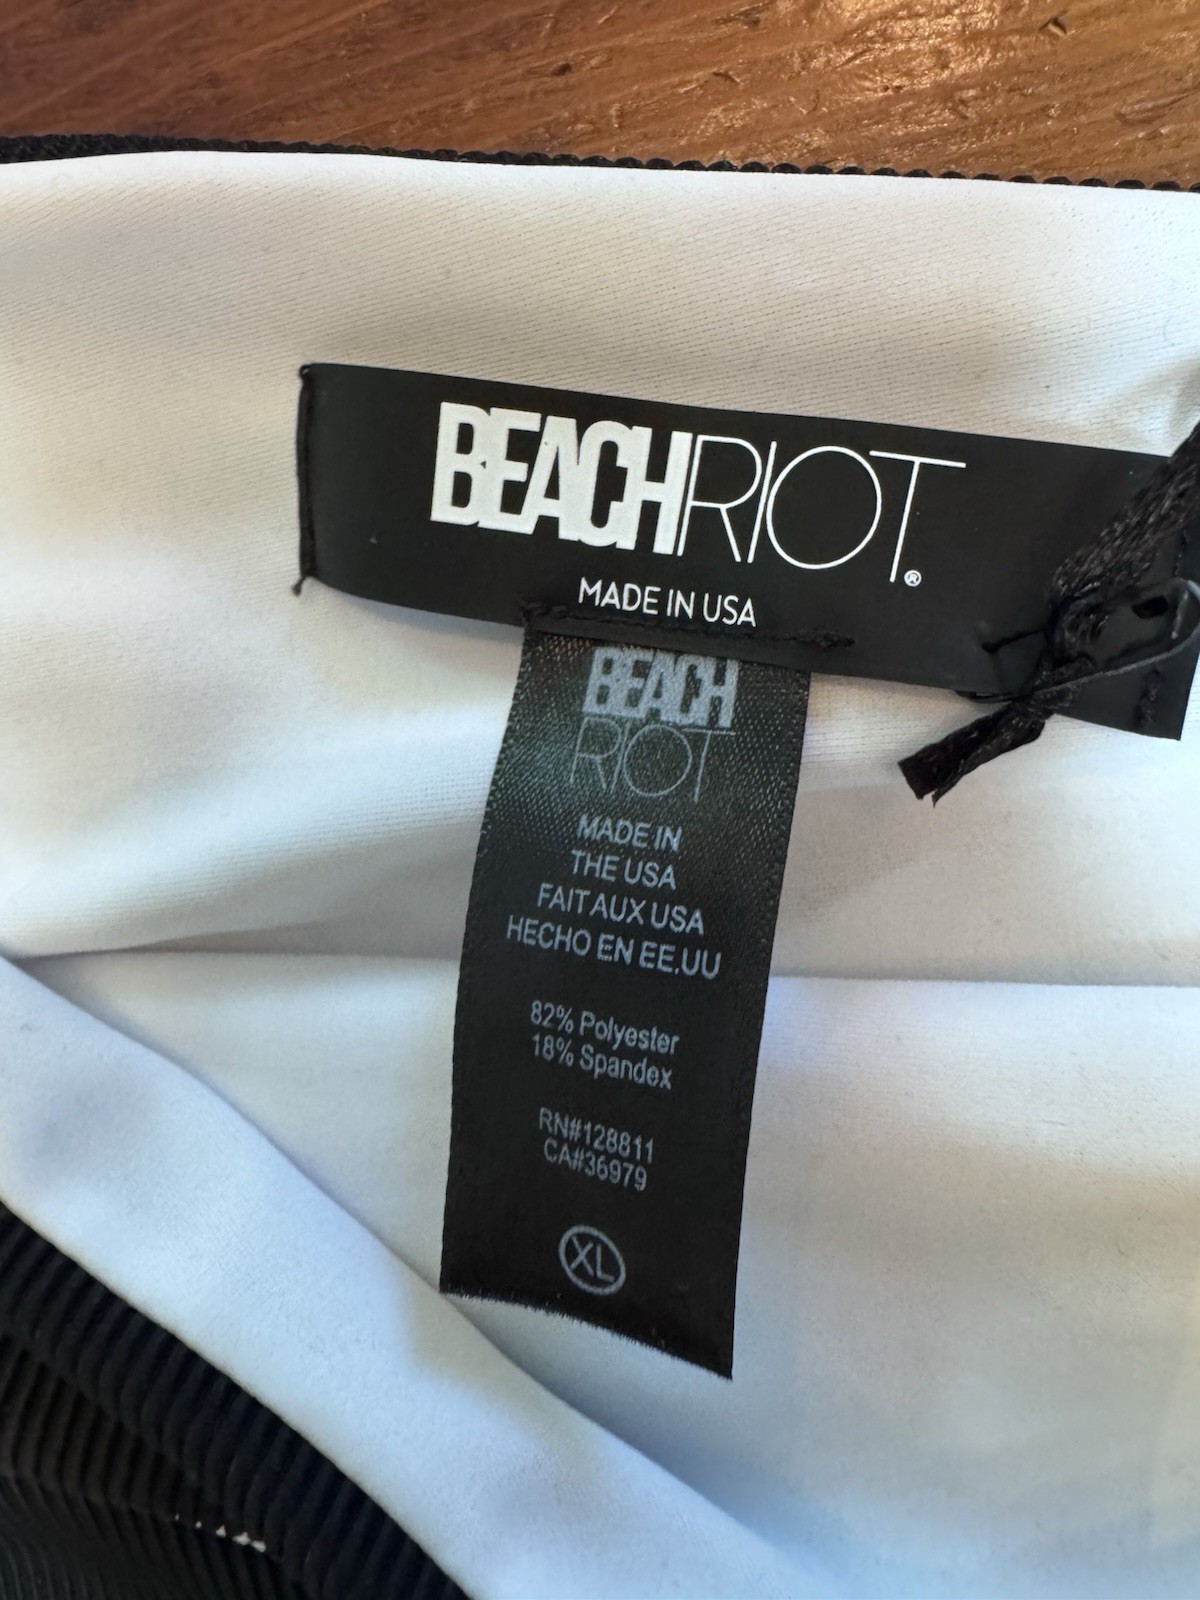 BEACHRIOT®
MADE IN USA
BEACH
RIOT
MADE IN
THE USA
FAIT AUX USA
HECHO EN EE.UU
82% Polyester
18% Spandex
RN#128811
CA#36979
XL